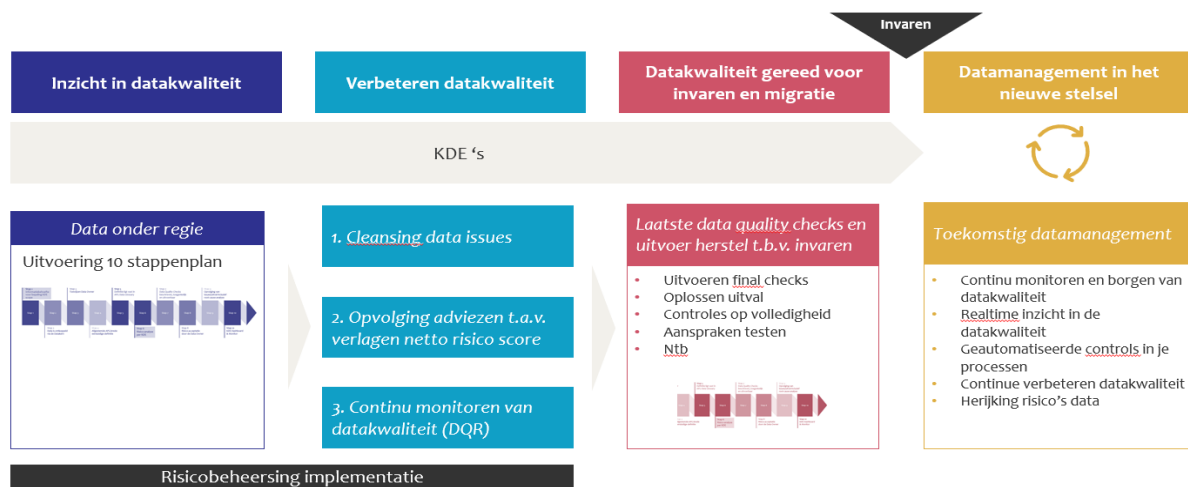 Invaren
Inzicht in datakwaliteit
Verbeteren datakwaliteit
Datakwaliteit gereed voor
invaren en migratie
Datamanagement in het
nieuwe stelsel
KDE 's
Data onder regie
Uitvoering 10 stappenplan
1. Cleansing data issues
2. Opvolging adviezen t.a.v.
verlagen netto risico score
3. Continu monitoren van
datakwaliteit (DQR)
Laatste data quality checks en
uitvoer herstel t.b.v. invaren
• Uitvoeren final checks
• Oplossen uitval
• Controles op volledigheid
• Aanspraken testen
• Ntb
Toekomstig datamanagement
• Continu monitoren en borgen van
datakwaliteit
• Realtime inzicht in de
datakwaliteit
• Geautomatiseerde controls in je
processen
• Continue verbeteren datakwaliteit
• Herijking risico's data
Risicobeheersing implementatie